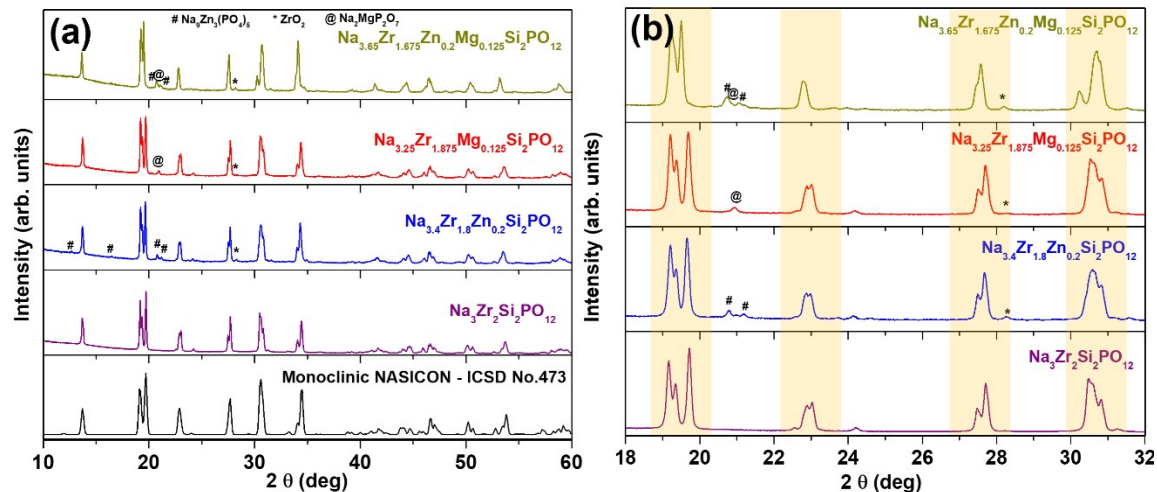 (a)
# Na₉Zn₃(PO₄)₅ * ZrO₂ @ Na₂MgP₂O₇
Na₃.₆₅Zr₁.₆₇₅Zn₀.₂Mg₀.₁₂₅Si₂PO₁₂
# @ #
*
Na₃.₂₅Zr₁.₈₇₅Mg₀.₁₂₅Si₂PO₁₂
@
*
Na₃.₄Zr₁.₈Zn₀.₂Si₂PO₁₂
# # # #
*
Na₃Zr₂Si₂PO₁₂
Monoclinic NASICON - ICSD No.473
Intensity (arb. units)
10 20 30 40 50 60
2 θ (deg)
(b)
Na₃.₆₅Zr₁.₆₇₅Zn₀.₂Mg₀.₁₂₅Si₂PO₁₂
# @ #
*
Na₃.₂₅Zr₁.₈₇₅Mg₀.₁₂₅Si₂PO₁₂
@
*
Na₃.₄Zr₁.₈Zn₀.₂Si₂PO₁₂
# #
*
Na₃Zr₂Si₂PO₁₂
Intensity (arb. units)
18 20 22 24 26 28 30 32
2 θ (deg)